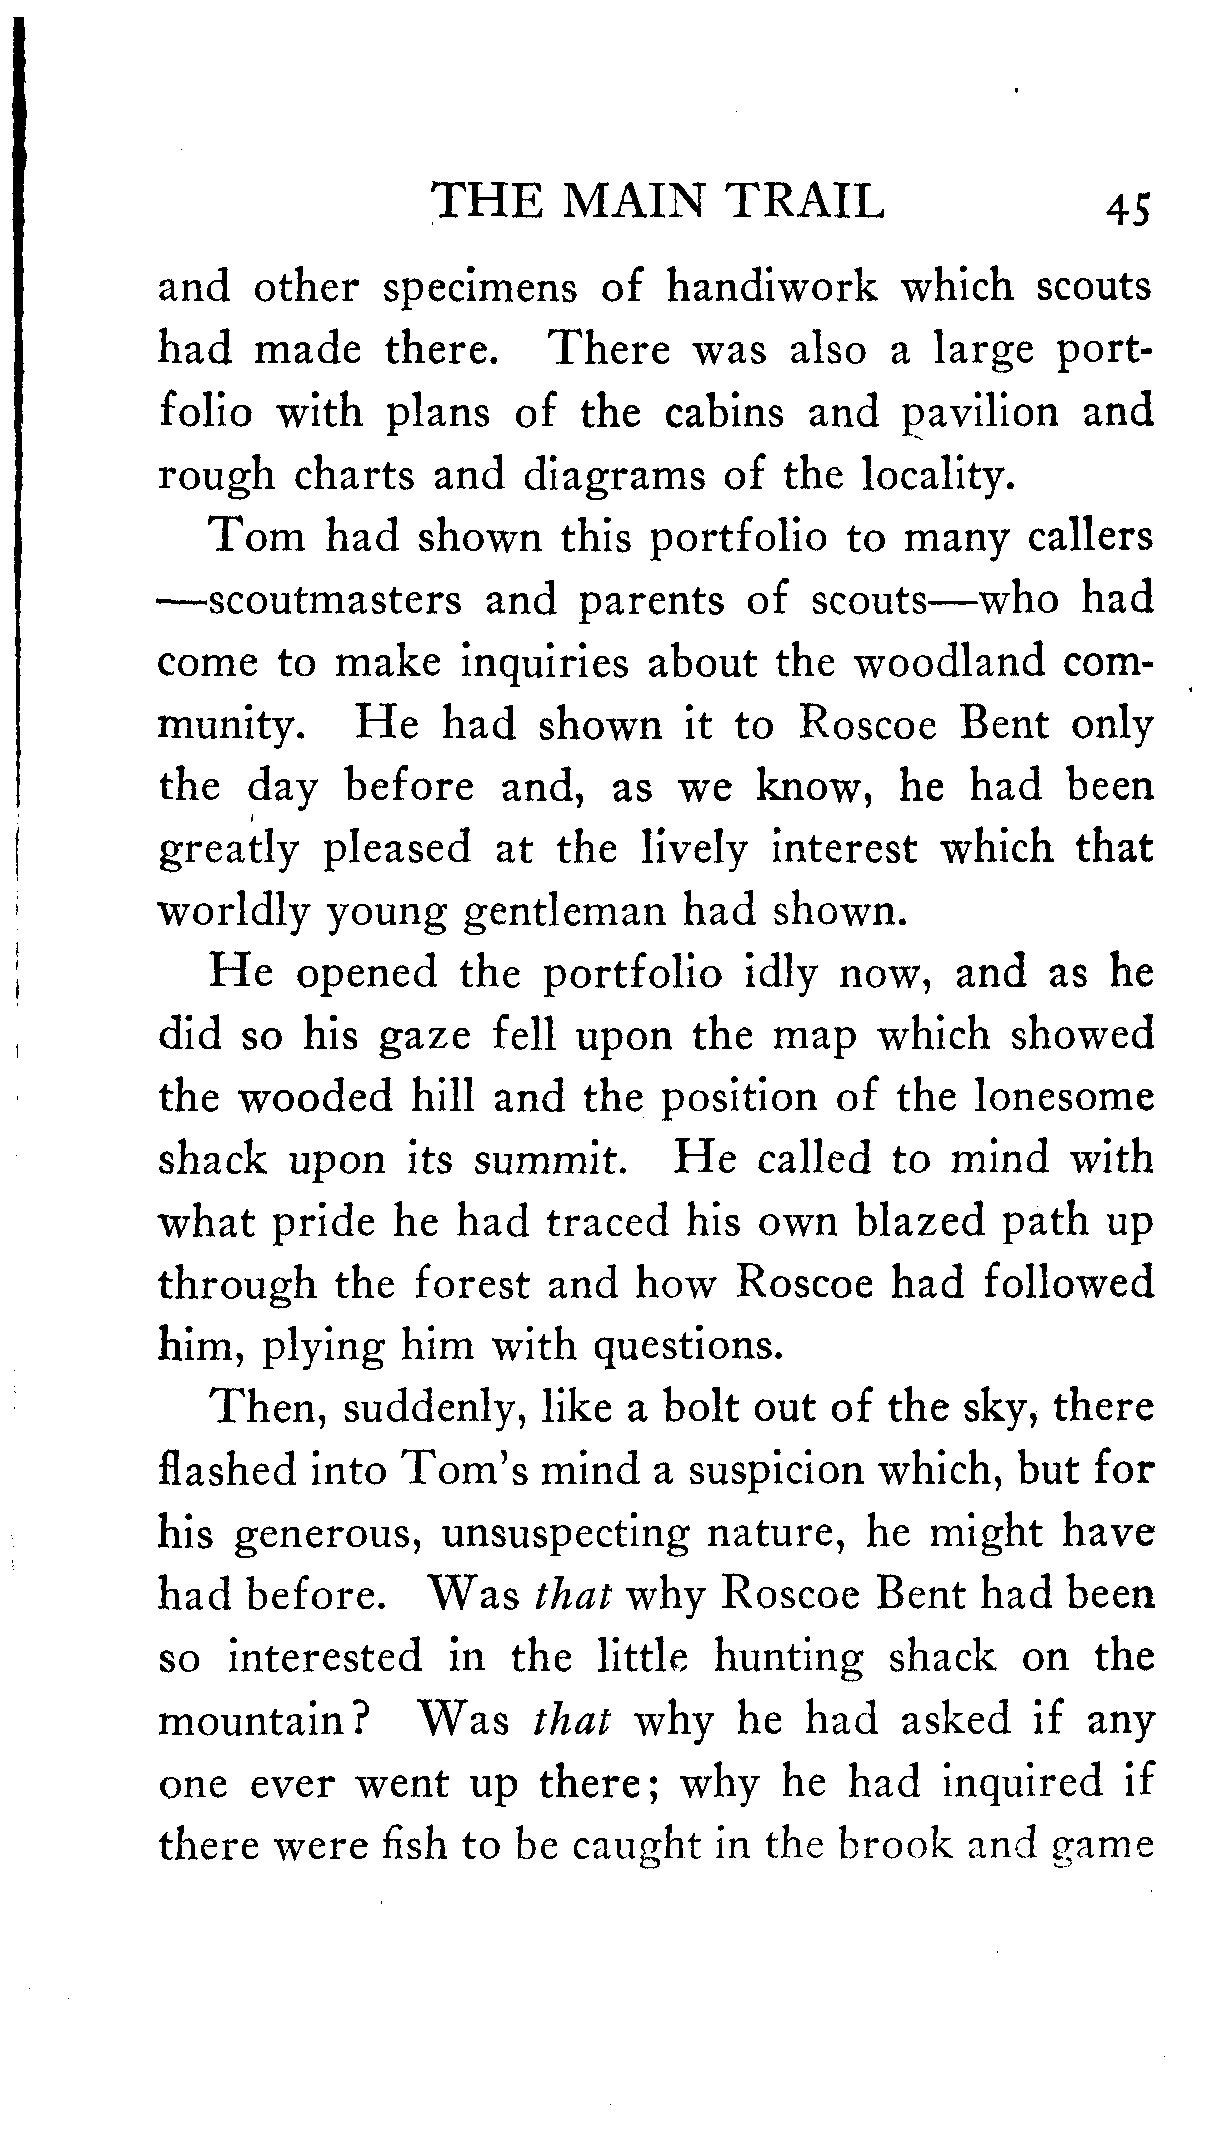 THE MAIN TRAIL 45
and other specimens of handiwork which scouts
had made there. There was also a large port-
folio with plans of the cabins and pavilion and
rough charts and diagrams of the locality.
Tom had shown this portfolio to many callers
—scoutmasters and parents of scouts—who had
come to make inquiries about the woodland com-
munity. He had shown it to Roscoe Bent only
the day before and, as we know, he had been
greatly pleased at the lively interest which that
worldly young gentleman had shown.
He opened the portfolio idly now, and as he
did so his gaze fell upon the map which showed
the wooded hill and the position of the lonesome
shack upon its summit. He called to mind with
what pride he had traced his own blazed path up
through the forest and how Roscoe had followed
him, plying him with questions.
Then, suddenly, like a bolt out of the sky, there
flashed into Tom's mind a suspicion which, but for
his generous, unsuspecting nature, he might have
had before. Was that why Roscoe Bent had been
so interested in the little hunting shack on the
mountain? Was that why he had asked if any
one ever went up there; why he had inquired if
there were fish to be caught in the brook and game